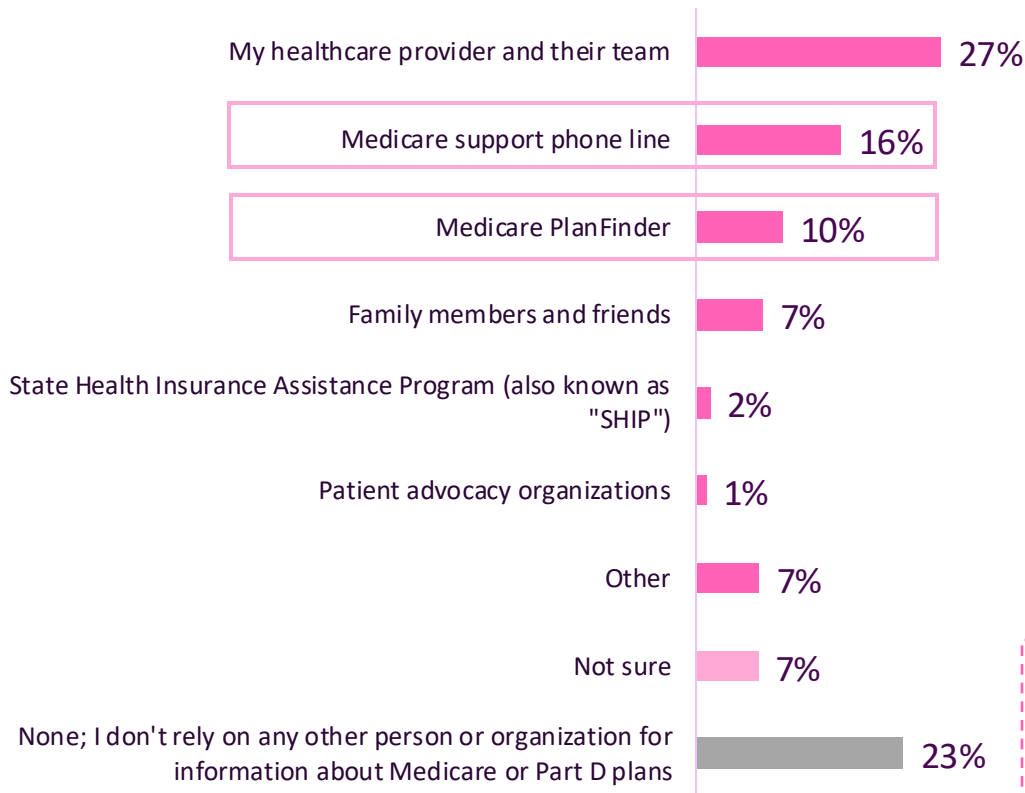 My healthcare provider and their team 27%
Medicare support phone line 16%
Medicare PlanFinder 10%
Family members and friends 7%
State Health Insurance Assistance Program (also known as
"SHIP") 2%
Patient advocacy organizations 1%
Other 7%
Not sure 7%
None; I don't rely on any other person or organization for
information about Medicare or Part D plans 23%